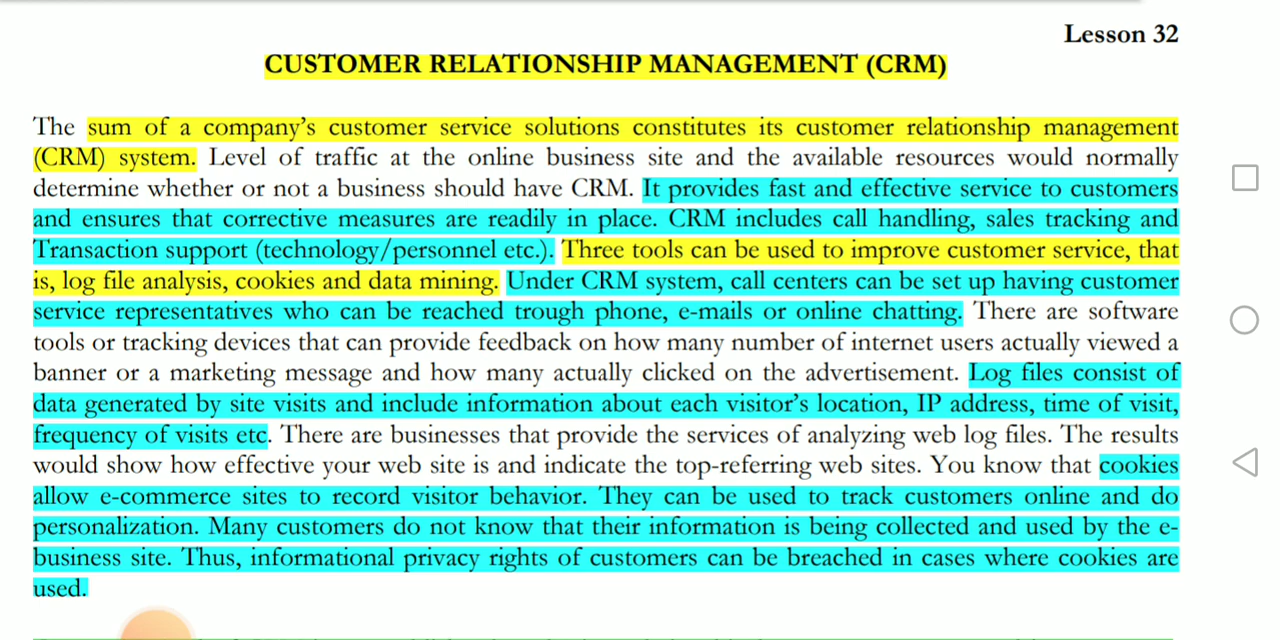 Lesson 32
CUSTOMER RELATIONSHIP MANAGEMENT (CRM)
The sum of a company's customer service solutions constitutes its customer relationship management
(CRM) system. Level of traffic at the online business site and the available resources would normally
determine whether or not a business should have CRM. It provides fast and effective service to customers
and ensures that corrective measures are readily in place. CRM includes call handling, sales tracking and
Transaction support (technology/personnel etc.). Three tools can be used to improve customer service, that
is, log file analysis, cookies and data mining. Under CRM system, call centers can be set up having customer
service representatives who can be reached trough phone, e-mails or online chatting. There are software
tools or tracking devices that can provide feedback on how many number of internet users actually viewed a
banner or a marketing message and how many actually clicked on the advertisement. Log files consist of
data generated by site visits and include information about each visitor's location, IP address, time of visit,
frequency of visits etc. There are businesses that provide the services of analyzing web log files. The results
would show how effective your web site is and indicate the top-referring web sites. You know that cookies
allow e-commerce sites to record visitor behavior. They can be used to track customers online and do
personalization. Many customers do not know that their information is being collected and used by the e-
business site. Thus, informational privacy rights of customers can be breached in cases where cookies are
used.